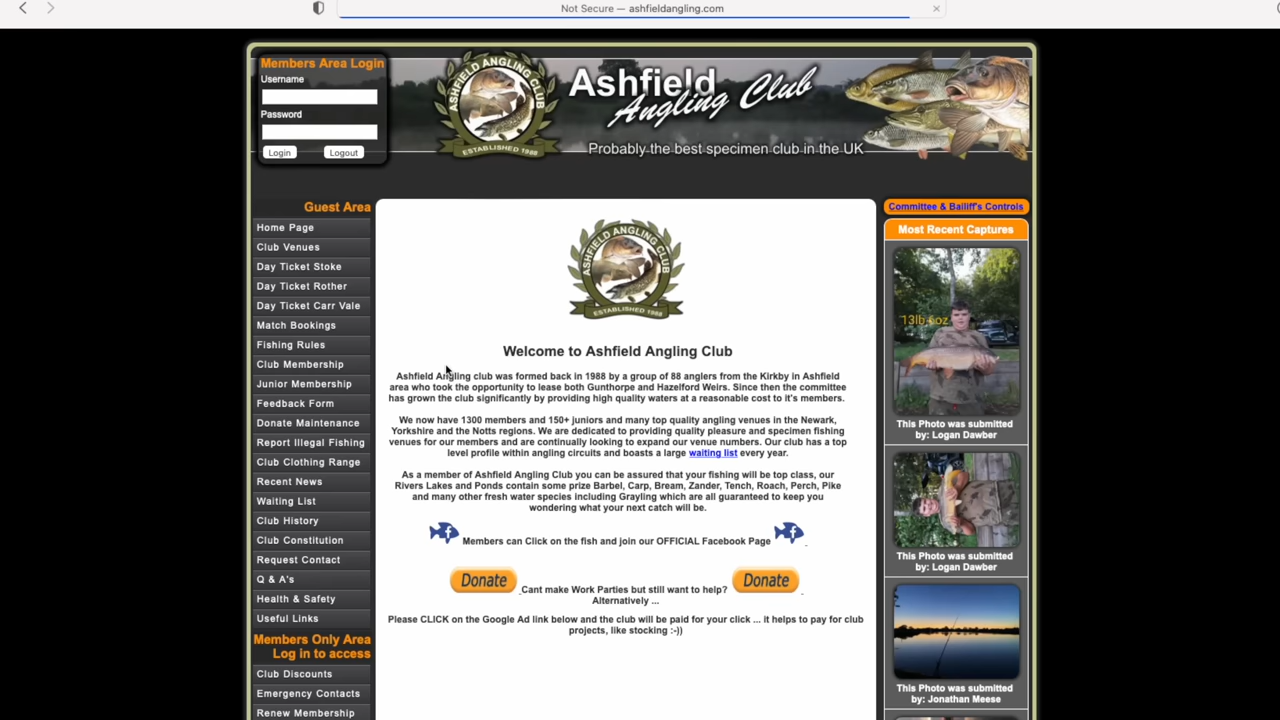 Not Secure — ashfieldangling.com
Members Area Login
Username
Password
Login
Logout
ASHFIELD ANGLING CLUB
ESTABLISHED 1988
Ashfield
Angling Club
Probably the best specimen club in the UK
Guest Area
Home Page
Club Venues
Day Ticket Stoke
Day Ticket Rother
Day Ticket Carr Vale
Match Bookings
Fishing Rules
Club Membership
Junior Membership
Feedback Form
Donate Maintenance
Report Illegal Fishing
Club Clothing Range
Recent News
Waiting List
Club History
Club Constitution
Request Contact
Q & A's
Health & Safety
Useful Links
Members Only Area
Log in to access
Club Discounts
Emergency Contacts
Renew Membership
ASHFIELD ANGLING CLUB
ESTABLISHED 1988
Welcome to Ashfield Angling Club
Ashfield Angling club was formed back in 1988 by a group of 88 anglers from the Kirkby in Ashfield
area who took the opportunity to lease both Gunthorpe and Hazelford Weirs. Since then the committee
has grown the club significantly by providing high quality waters at a reasonable cost to it's members.
We now have 1300 members and 150+ juniors and many top quality angling venues in the Newark,
Yorkshire and the Notts regions. We are dedicated to providing quality pleasure and specimen fishing
venues for our members and are continually looking to expand our venue numbers. Our club has a top
level profile within angling circuits and boasts a large waiting list every year.
As a member of Ashfield Angling Club you can be assured that your fishing will be top class, our
Rivers Lakes and Ponds contain some prize Barbel, Carp, Bream, Zander, Tench, Roach, Perch, Pike
and many other fresh water species including Grayling which are all guaranteed to keep you
wondering what your next catch will be.
Members can Click on the fish and join our OFFICIAL Facebook Page
Donate Cant make Work Parties but still want to help? Donate
Alternatively ...
Please CLICK on the Google Ad link below and the club will be paid for your click ... it helps to pay for club
projects, like stocking :-))
Committee & Bailiff's Controls
Most Recent Captures
13lb 5oz
This Photo was submitted
by: Logan Dawber
This Photo was submitted
by: Logan Dawber
This Photo was submitted
by: Jonathan Meese